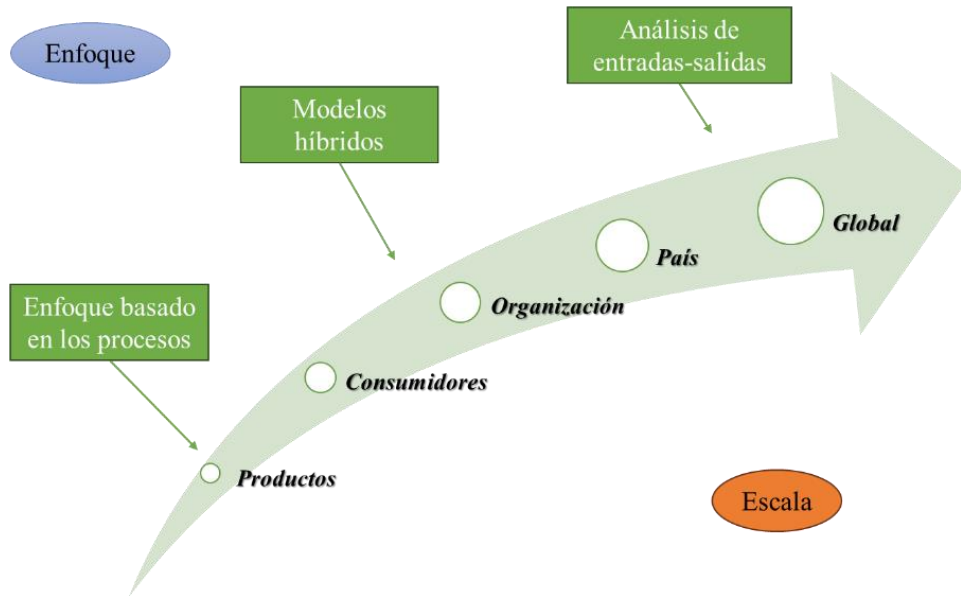 Enfoque
Análisis de
entradas-salidas
Modelos
híbridos
Global
País
Enfoque basado
en los procesos
Organización
Consumidores
Productos
Escala